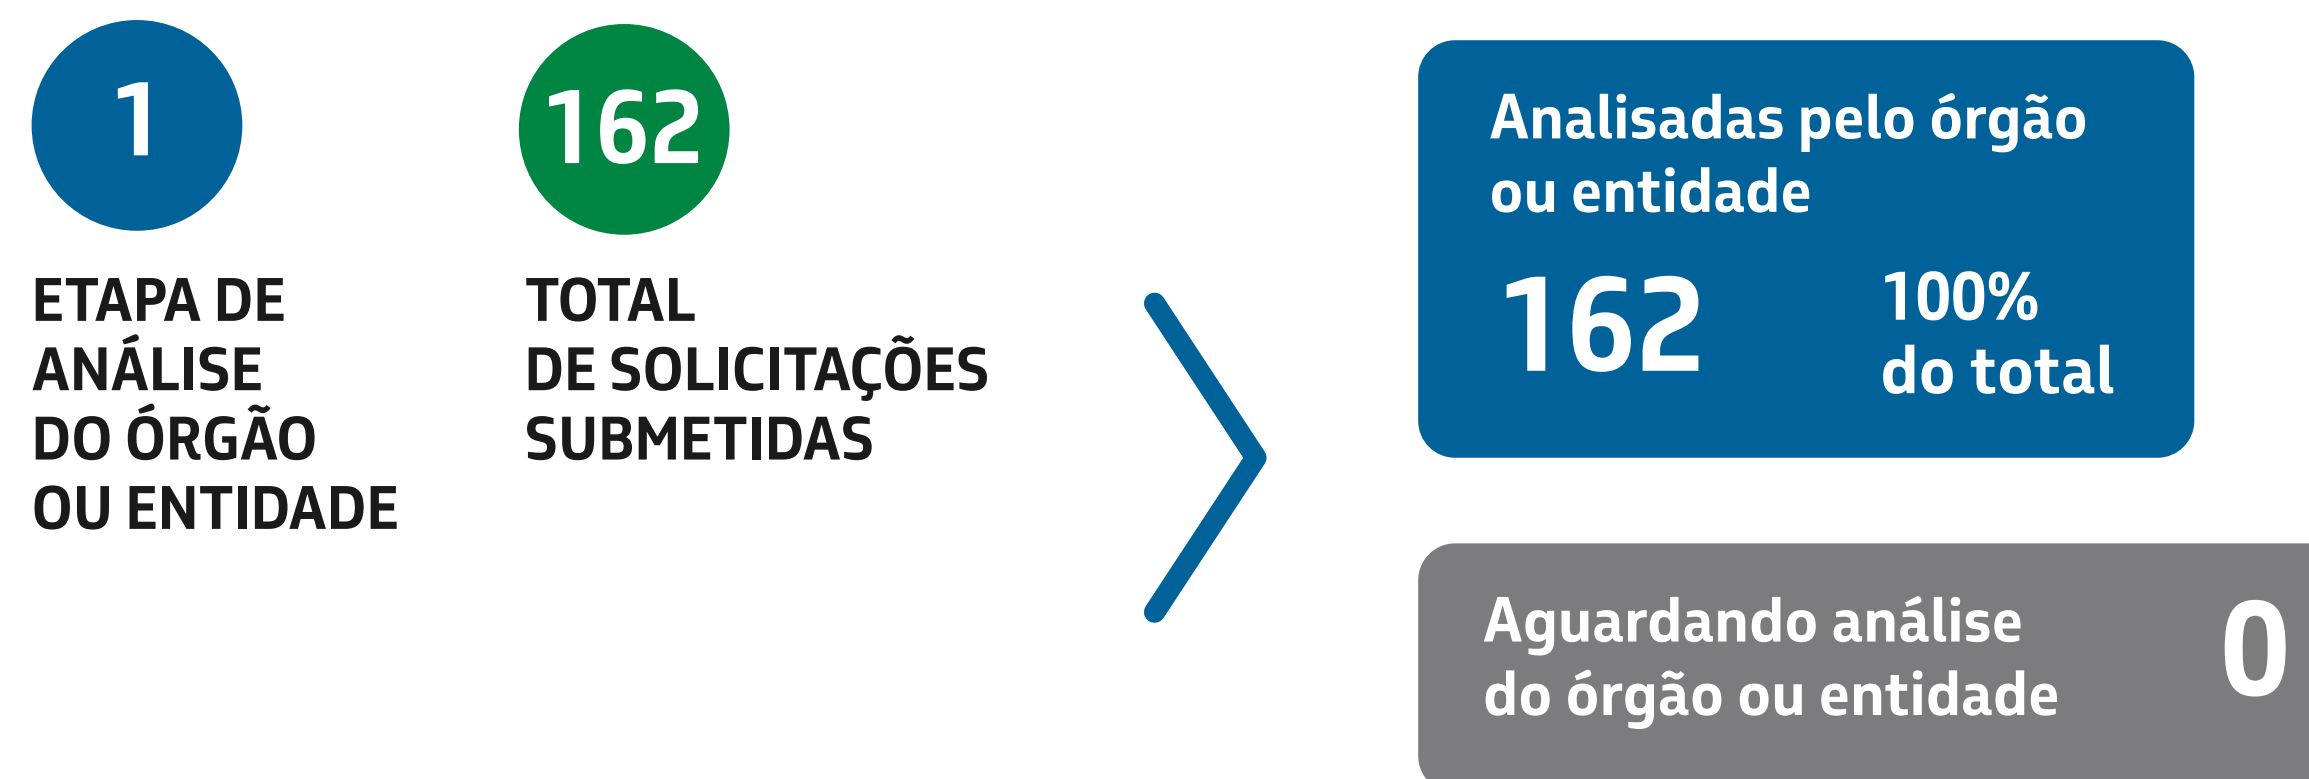 1
ETAPA DE
ANÁLISE
DO ÓRGÃO
OU ENTIDADE
162
TOTAL
DE SOLICITAÇÕES
SUBMETIDAS
Analisadas pelo órgão
ou entidade
162
100%
do total
Aguardando análise
do órgão ou entidade
0